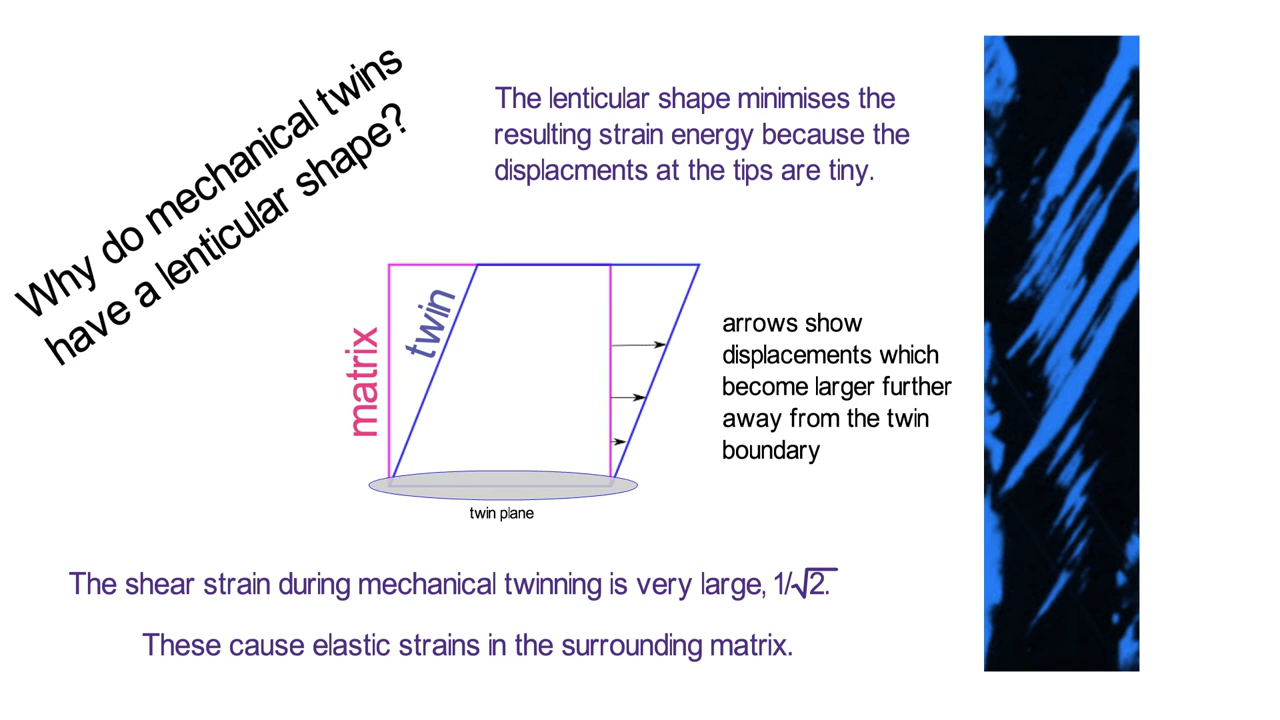 Why do mechanical twins
have a lenticular shape?
The lenticular shape minimises the
resulting strain energy because the
displacments at the tips are tiny.
matrix
twin
arrows show
displacements which
become larger further
away from the twin
boundary
twin plane
The shear strain during mechanical twinning is very large, 1/√2.
These cause elastic strains in the surrounding matrix.